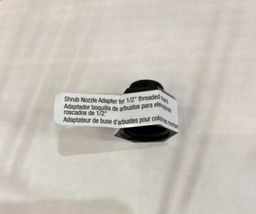 Shrub Nozzle Adapter for 1/2" threaded
Adaptador boquilla de arbustos para
roscados de 1/2"
Adaptateur de buse d'arbustes pour